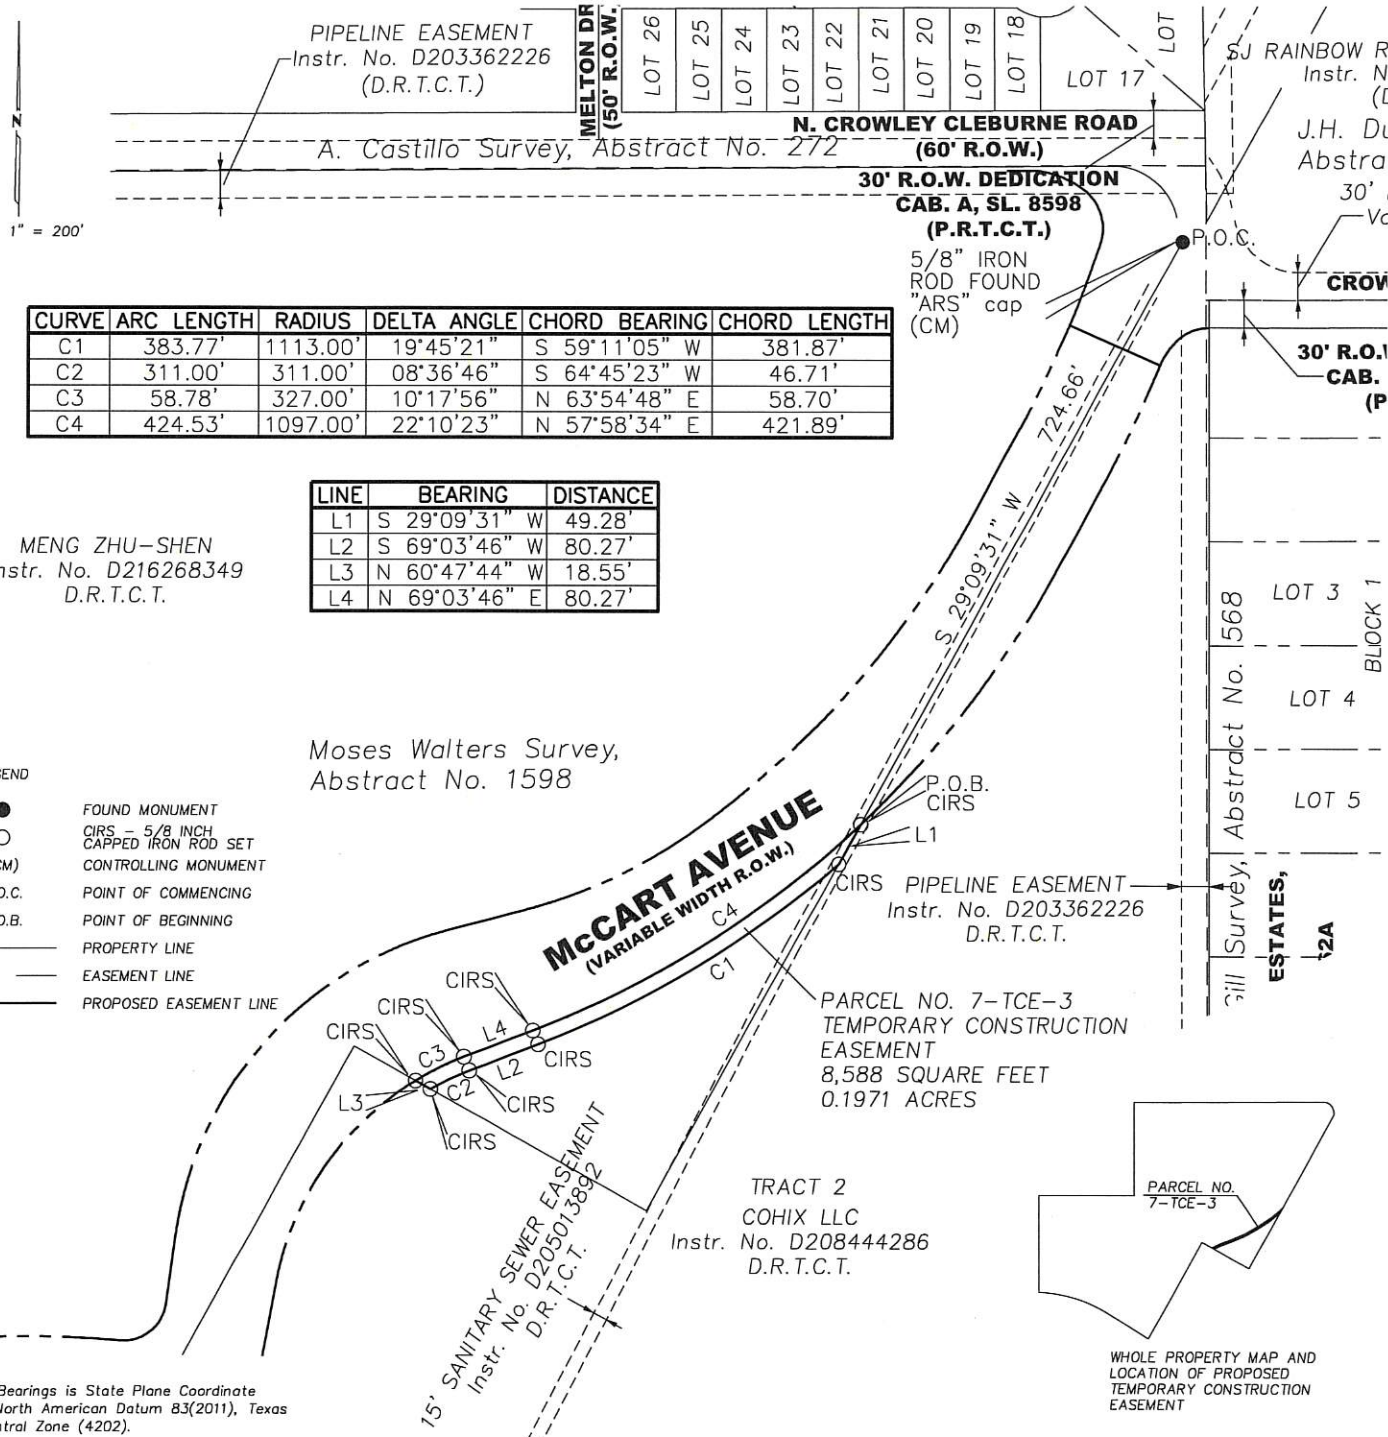 PIPELINE EASEMENT
Instr. No. D203362226
(D.R.T.C.T.)
MELTON DR
(50' R.O.W.
LOT 26
LOT 25
LOT 24
LOT 23
LOT 22
LOT 21
LOT 20
LOT 19
LOT 18
LOT 17
LOT
SJ RAINBOW R
Instr. N
(D
J.H. Du
Abstra
30'
Va
N
1" = 200'
N. CROWLEY CLEBURNE ROAD
(60' R.O.W.)
A. Castillo Survey, Abstract No. 272
30' R.O.W. DEDICATION
CAB. A, SL. 8598
(P.R.T.C.T.)
5/8" IRON
ROD FOUND
"ARS" cap
(CM)
P.O.C.
CROW
30' R.O.W
CAB.
(P
CURVE ARC LENGTH RADIUS DELTA ANGLE CHORD BEARING CHORD LENGTH
C1 383.77' 1113.00' 19°45'21" S 59°11'05" W 381.87'
C2 311.00' 311.00' 08°36'46" S 64°45'23" W 46.71'
C3 58.78' 327.00' 10°17'56" N 63°54'48" E 58.70'
C4 424.53' 1097.00' 22°10'23" N 57°58'34" E 421.89'
LINE BEARING DISTANCE
L1 S 29°09'31" W 49.28'
L2 S 69°03'46" W 80.27'
L3 N 60°47'44" W 18.55'
L4 N 69°03'46" E 80.27'
MENG ZHU-SHEN
nstr. No. D216268349
D.R.T.C.T.
724.66'
S 29°09'31" W
LOT 3
LOT 4
LOT 5
BLOCK 1
Gill Survey, Abstract No. 568
ESTATES,
52A
Moses Walters Survey,
Abstract No. 1598
GEND
FOUND MONUMENT
CIRS - 5/8 INCH
CAPPED IRON ROD SET
CM) CONTROLLING MONUMENT
O.C. POINT OF COMMENCING
O.B. POINT OF BEGINNING
PROPERTY LINE
EASEMENT LINE
PROPOSED EASEMENT LINE
McCART AVENUE
(VARIABLE WIDTH R.O.W.)
P.O.B.
CIRS
L1
CIRS
PIPELINE EASEMENT
Instr. No. D203362226
D.R.T.C.T.
C4
C1
CIRS
CIRS
CIRS
L4
C3
L2
C2
L3
CIRS
CIRS
CIRS
PARCEL NO. 7-TCE-3
TEMPORARY CONSTRUCTION
EASEMENT
8,588 SQUARE FEET
0.1971 ACRES
15' SANITARY SEWER EASEMENT
Instr. No. D205013892
D.R.T.C.T.
TRACT 2
COHIX LLC
Instr. No. D208444286
D.R.T.C.T.
PARCEL NO.
7-TCE-3
WHOLE PROPERTY MAP AND
LOCATION OF PROPOSED
TEMPORARY CONSTRUCTION
EASEMENT
Bearings is State Plane Coordinate
North American Datum 83(2011), Texas
ntral Zone (4202).